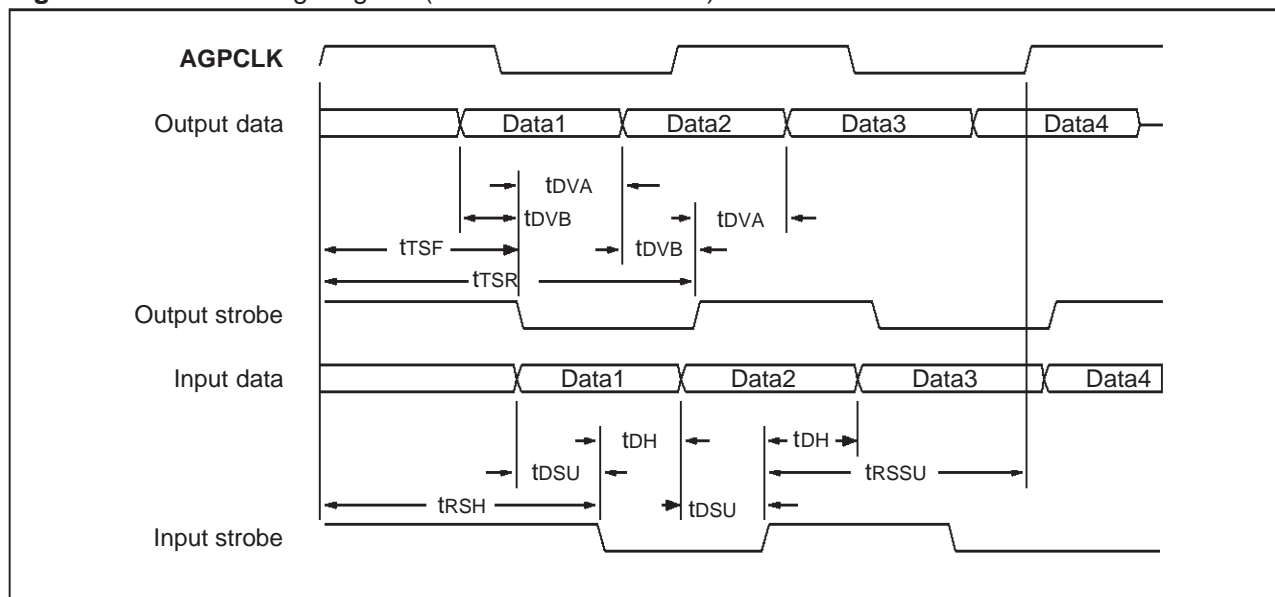 AGPCLK
Output data
Data1 Data2 Data3 Data4
tDVA
tDVB tDVA
tTSF tDVB
tTSR
Output strobe
Input data
Data1 Data2 Data3 Data4
tDH tDH
tDSU tRSSU
tRSH tDSU
Input strobe